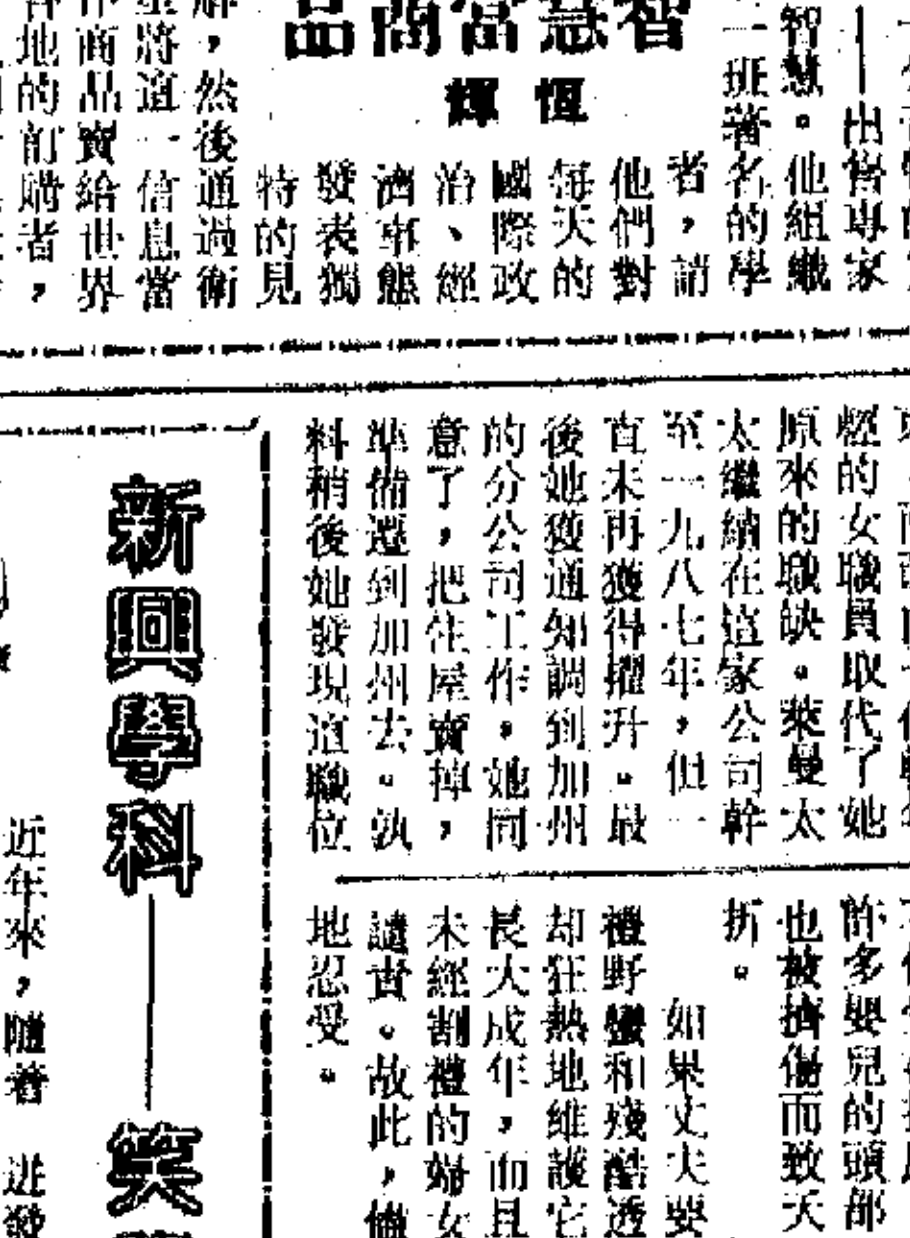 品商當慧智
輝恆
出售專家
智慧。他組織
一班著名的學
者，請
他們對
每天的
國際政
治、經
濟事態
發表獨
特的見
解，然後通過衛
星將這一信息當
作商品賣給世界
各地的訂購者，
經的女職員取代了她
原來的職缺。萊曼太
太繼續在這家公司幹
至一九八七年，但一
直未再獲得擢升。最
後她獲通知調到加州
的分公司工作。她同
意了，把住屋賣掉，
準備遷到加州去。孰
料稍後她發現這職位
許多嬰兒的頭部
也被擠傷而致夭
折。
如果丈夫要
禮野蠻和殘酷透
却狂熱地維護它
長大成年，而且
未經割禮的婦女
譴責。故此，她
地忍受。
新興學科——笑
近年來，隨着